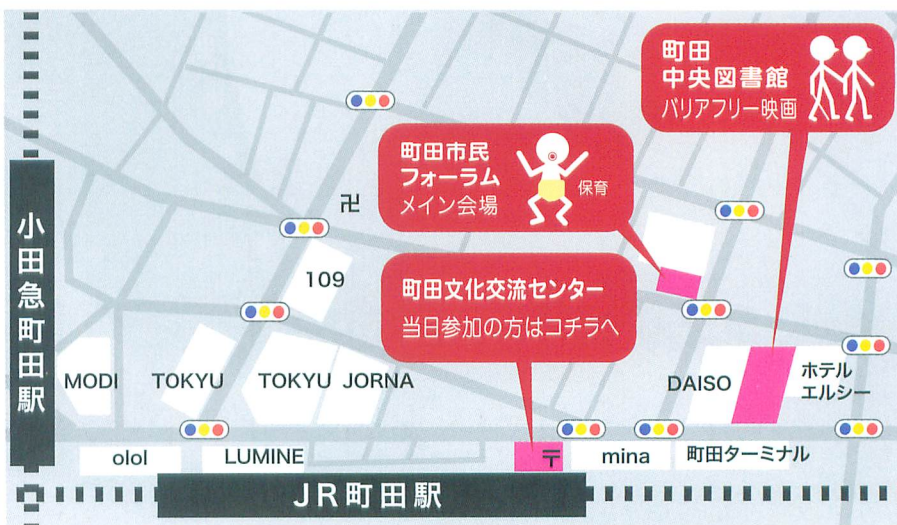 町田
中央図書館
バリアフリー映画
町田市民
フォーラム
メイン会場
保育
卍
109
町田文化交流センター
当日参加の方はコチラへ
小田急町田駅
MODI
TOKYU
TOKYU
JORNA
DAISO
ホテル
エルシー
olol
LUMINE
〒
mina
町田ターミナル
JR町田駅